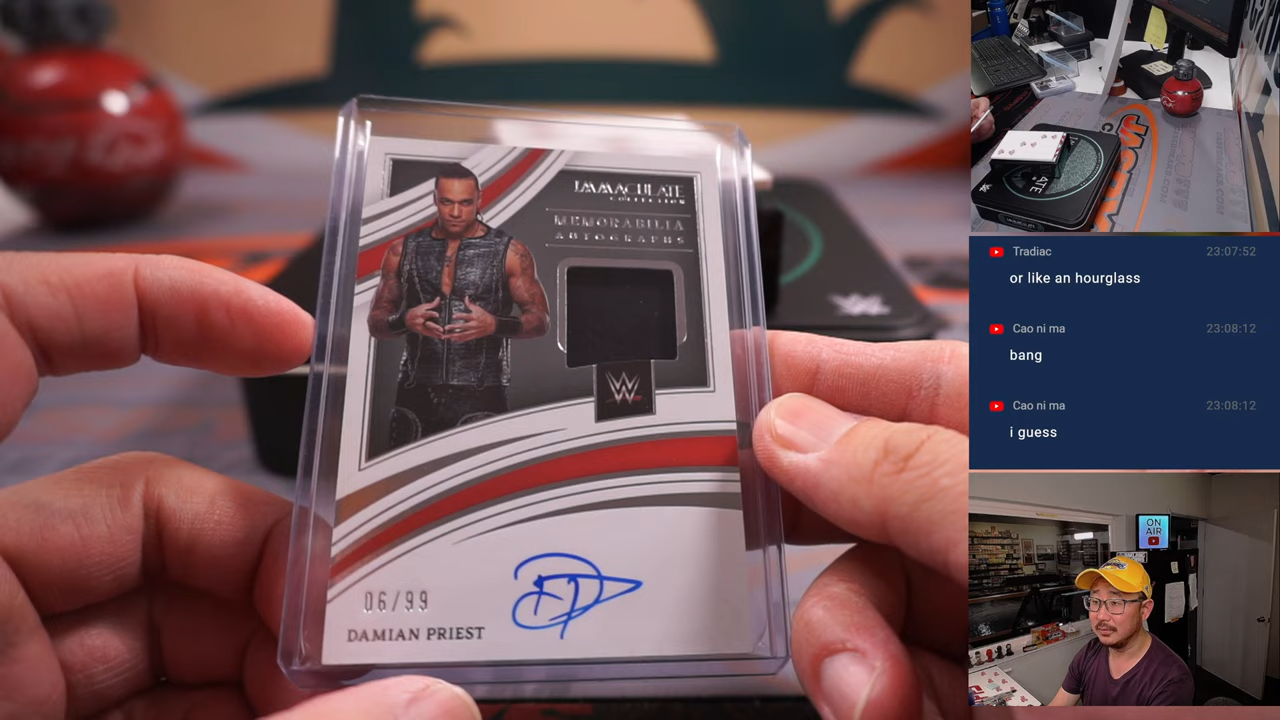 IMMACULATE
COLLECTION
MEMORABILIA
AUTOGRAPHS
W
06/99
DAMIAN PRIEST
Tradiac 23:07:52
or like an hourglass
Cao ni ma 23:08:12
bang
Cao ni ma 23:08:12
i guess
ON
AIR